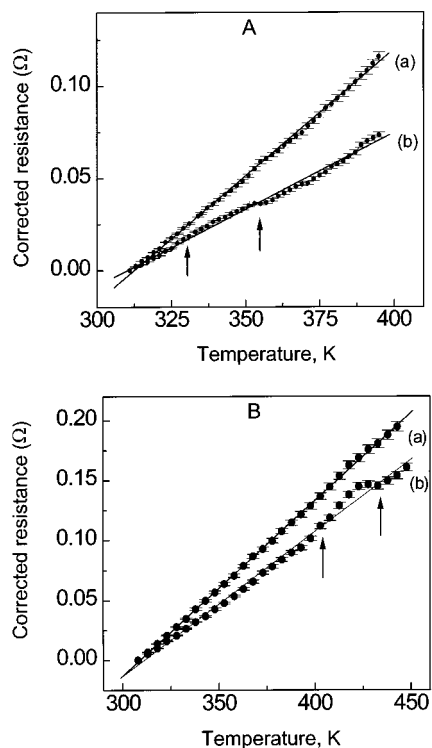 A
Corrected resistance (Ω)
0.10
0.05
0.00
(a)
(b)
300 325 350 375 400
Temperature, K
B
Corrected resistance (Ω)
0.20
0.15
0.10
0.05
0.00
(a)
(b)
300 350 400 450
Temperature, K